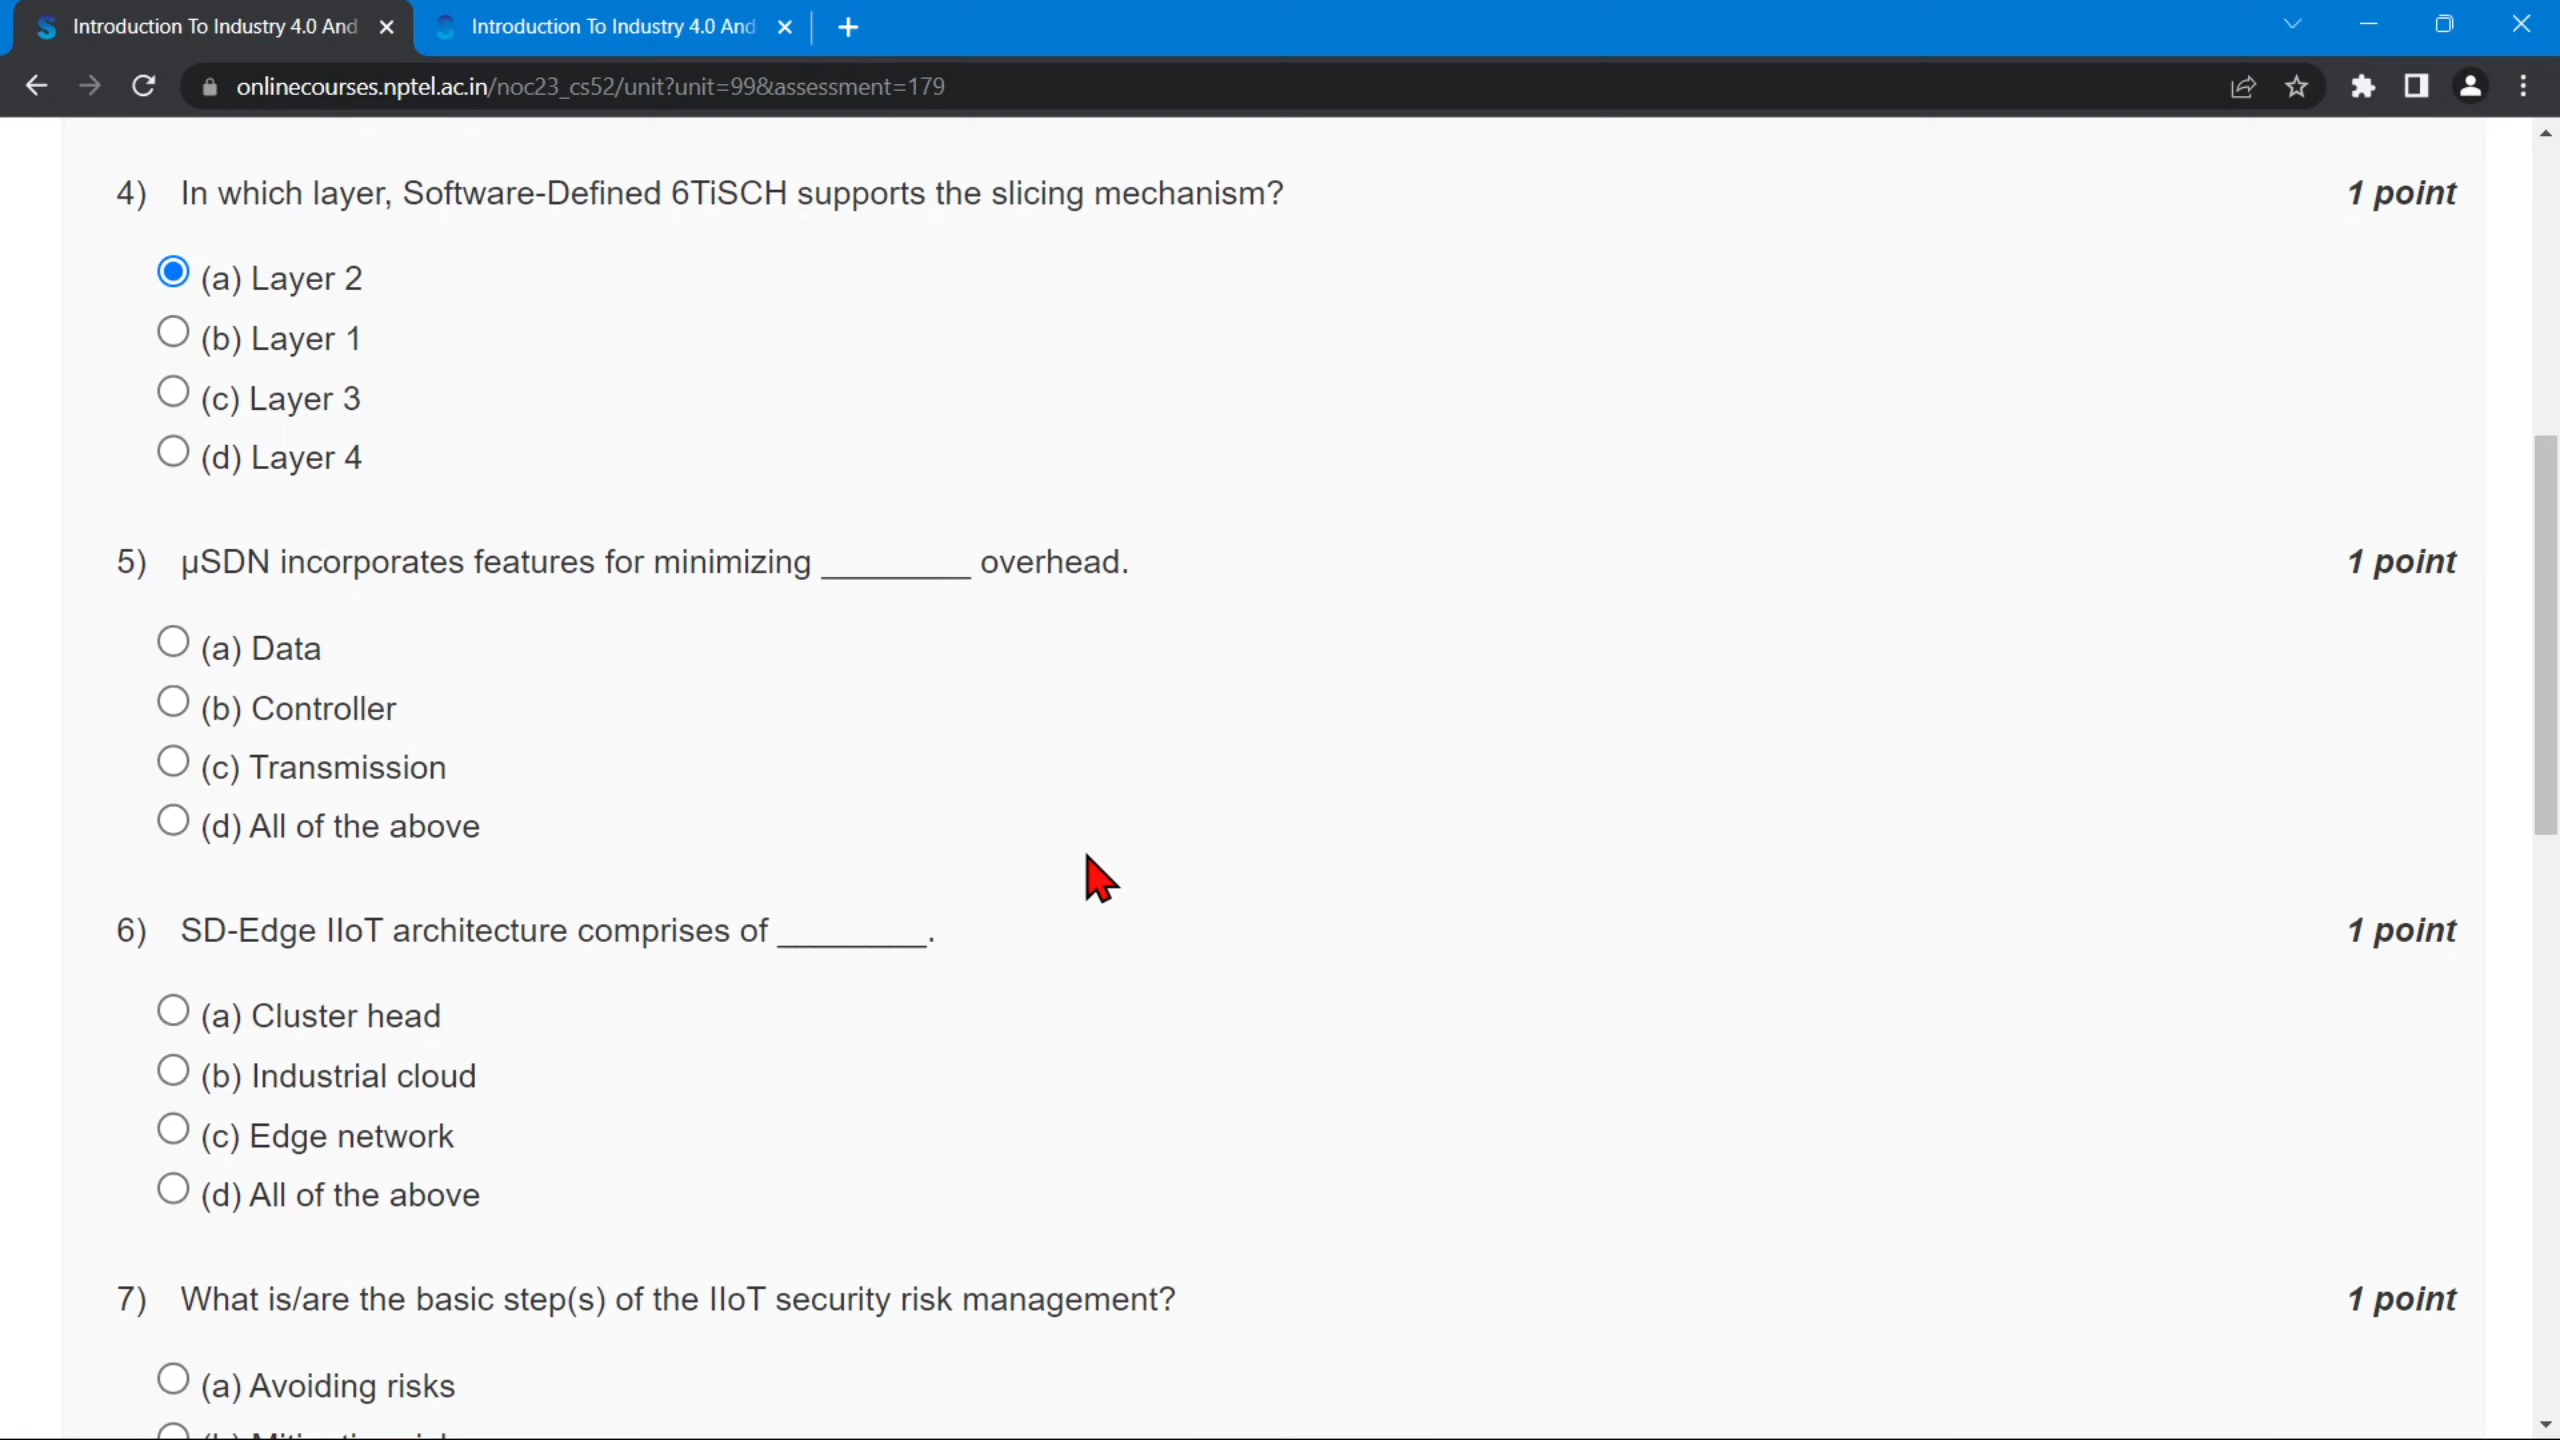 Introduction To Industry 4.0 And
Introduction To Industry 4.0 And
onlinecourses.nptel.ac.in/noc23_cs52/unit?unit=99&assessment=179
4) In which layer, Software-Defined 6TiSCH supports the slicing mechanism? 1 point
(a) Layer 2
(b) Layer 1
(c) Layer 3
(d) Layer 4
5) µSDN incorporates features for minimizing ________ overhead. 1 point
(a) Data
(b) Controller
(c) Transmission
(d) All of the above
6) SD-Edge IIoT architecture comprises of ________. 1 point
(a) Cluster head
(b) Industrial cloud
(c) Edge network
(d) All of the above
7) What is/are the basic step(s) of the IIoT security risk management? 1 point
(a) Avoiding risks